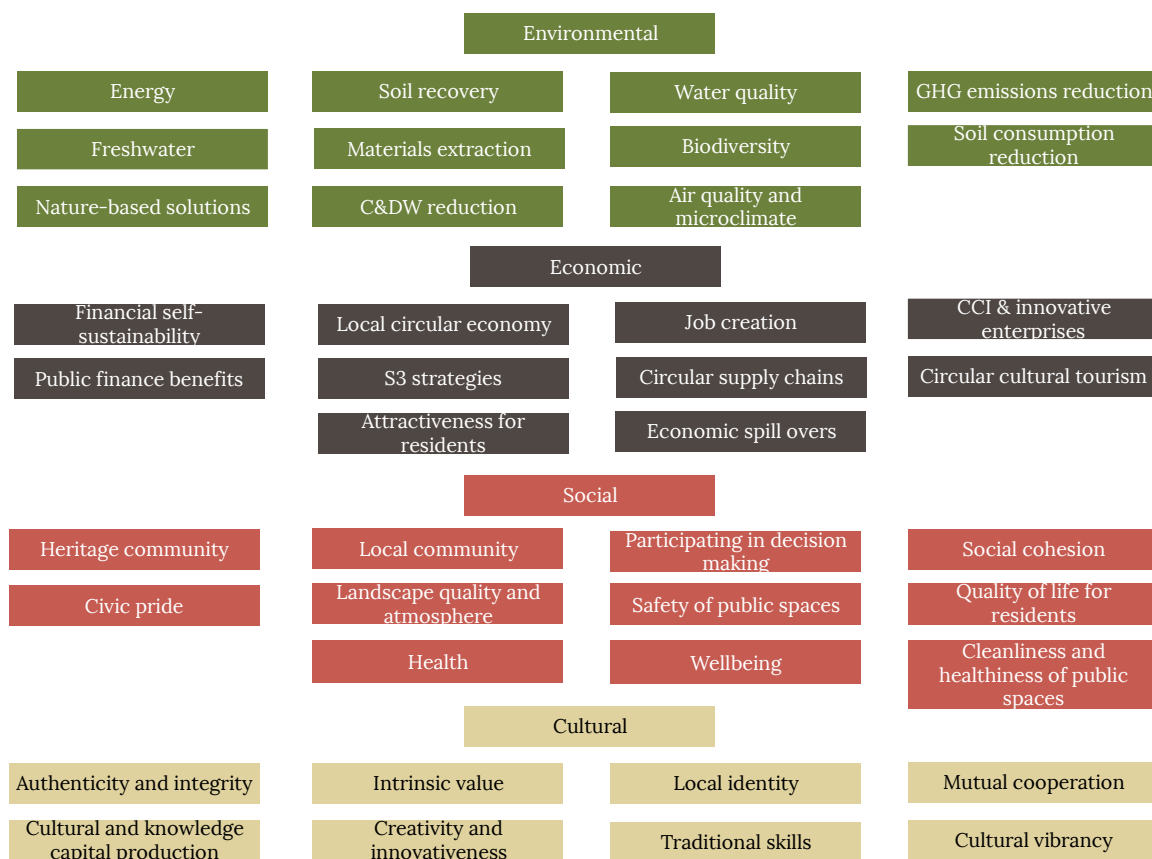 Environmental
Energy
Soil recovery
Water quality
GHG emissions reduction
Freshwater
Materials extraction
Biodiversity
Soil consumption
reduction
Nature-based solutions
C&DW reduction
Air quality and
microclimate
Economic
Financial self-
sustainability
Local circular economy
Job creation
CCI & innovative
enterprises
Public finance benefits
S3 strategies
Circular supply chains
Circular cultural tourism
Attractiveness for
residents
Economic spill overs
Social
Heritage community
Local community
Participating in decision
making
Social cohesion
Civic pride
Landscape quality and
atmosphere
Safety of public spaces
Quality of life for
residents
Health
Wellbeing
Cleanliness and
healthiness of public
spaces
Cultural
Authenticity and integrity
Intrinsic value
Local identity
Mutual cooperation
Cultural and knowledge
capital production
Creativity and
innovativeness
Traditional skills
Cultural vibrancy